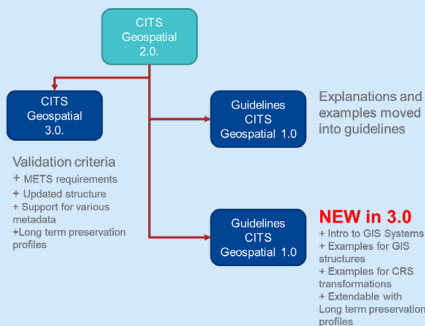 CITS
Geospatial
2.0.
CITS
Geospatial
3.0.
Guidelines
CITS
Geospatial 1.0
Explanations and
examples moved
into guidelines
Validation criteria
+ METS requirements
+ Updated structure
+ Support for various
metadata
+Long term preservation
profiles
Guidelines
CITS
Geospatial 1.0
NEW in 3.0
+ Intro to GIS Systems
+ Examples for GIS
structures
+ Examples for CRS
transformations
+ Extendable with
Long term preservation
profiles